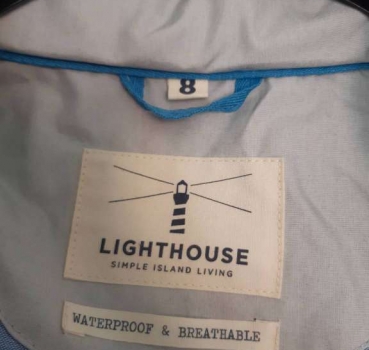 8
LIGHTHOUSE
SIMPLE ISLAND LIVING
WATERPROOF & BREATHABLE